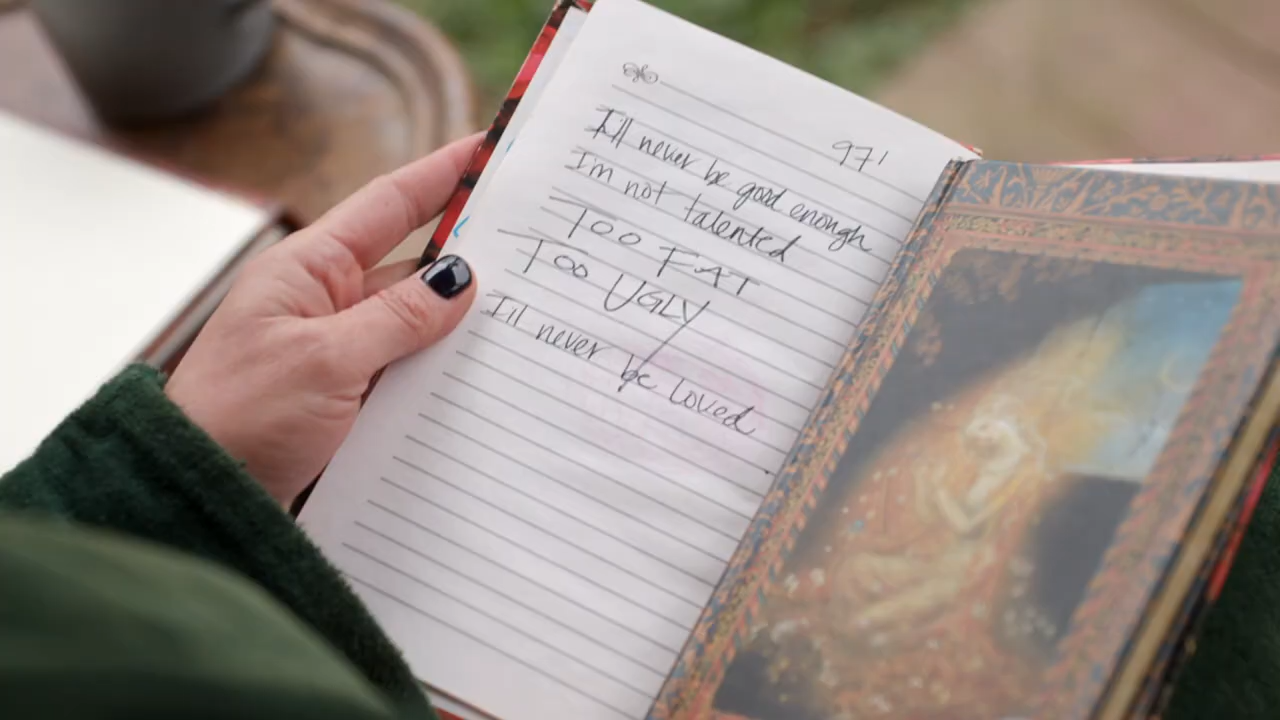 97'
I'll never be good enough
I'm not talented
TOO FAT
TOO UGLY
I'll never be loved